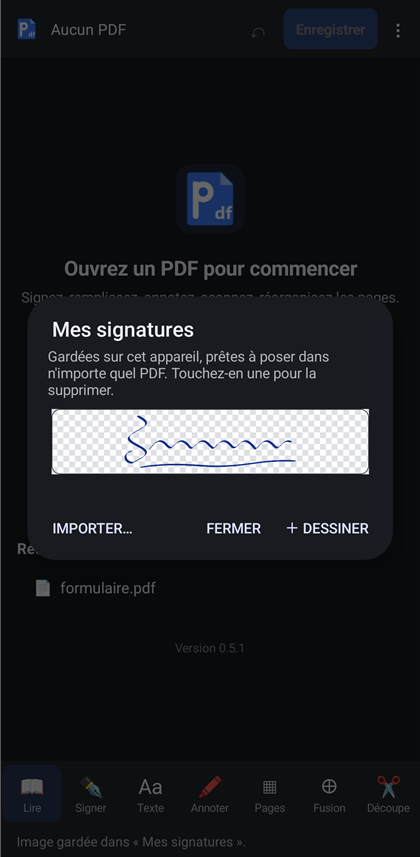 Pdf
Aucun PDF
Enregistrer
Pdf
Ouvrez un PDF pour commencer
Signez, remplissez, annotez, scannez, réorganisez les pages.
Mes signatures
Gardées sur cet appareil, prêtes à poser dans
n'importe quel PDF. Touchez-en une pour la
supprimer.
IMPORTER…
FERMER
+ DESSINER
formulaire.pdf
Version 0.5.1
Lire
Signer
Aa
Texte
Annoter
Pages
Fusion
Découpe
Image gardée dans « Mes signatures ».